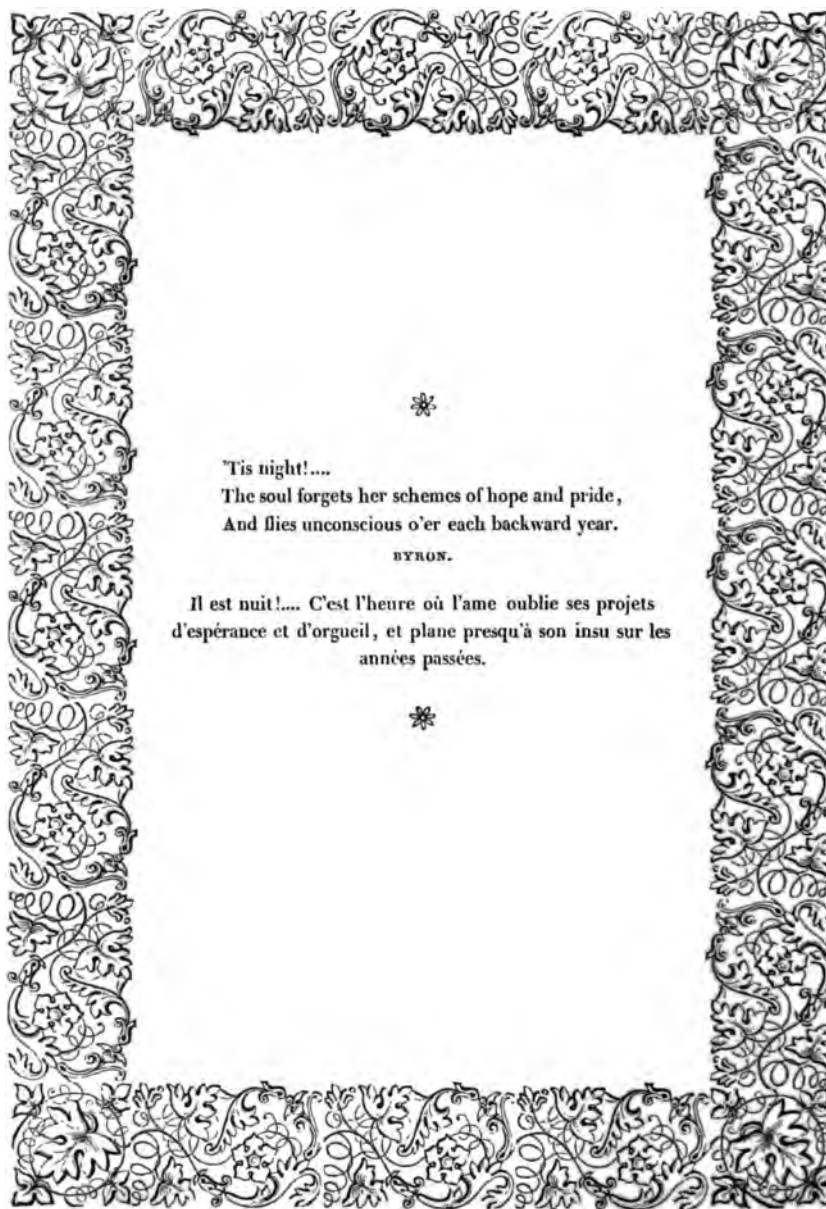 'Tis night!....
The soul forgets her schemes of hope and pride,
And flies unconscious o'er each backward year.
BYRON.
Il est nuit!.... C'est l'heure où l'ame oublie ses projets
d'espérance et d'orgueil, et plane presqu'à son insu sur les
années passées.